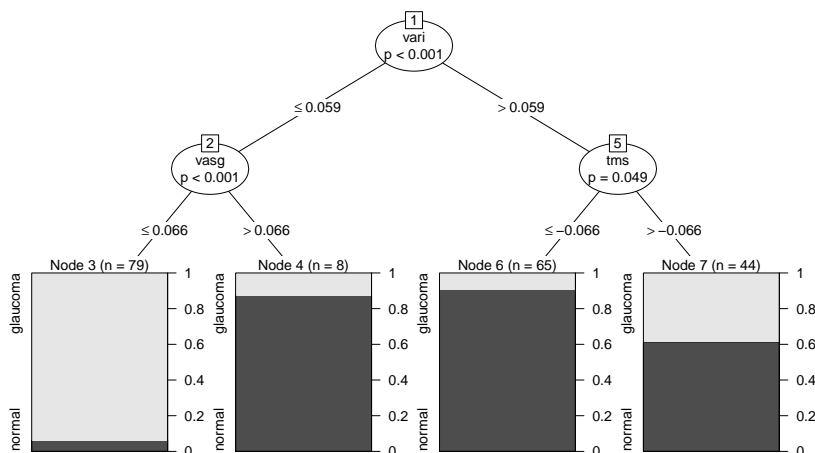 1
vari
p < 0.001
≤ 0.059
> 0.059
2
vasg
p < 0.001
5
tms
p = 0.049
≤ 0.066
> 0.066
≤ −0.066
> −0.066
Node 3 (n = 79)
glaucoma
normal
1
0.8
0.6
0.4
0.2
0
Node 4 (n = 8)
glaucoma
normal
1
0.8
0.6
0.4
0.2
0
Node 6 (n = 65)
glaucoma
normal
1
0.8
0.6
0.4
0.2
0
Node 7 (n = 44)
glaucoma
normal
1
0.8
0.6
0.4
0.2
0